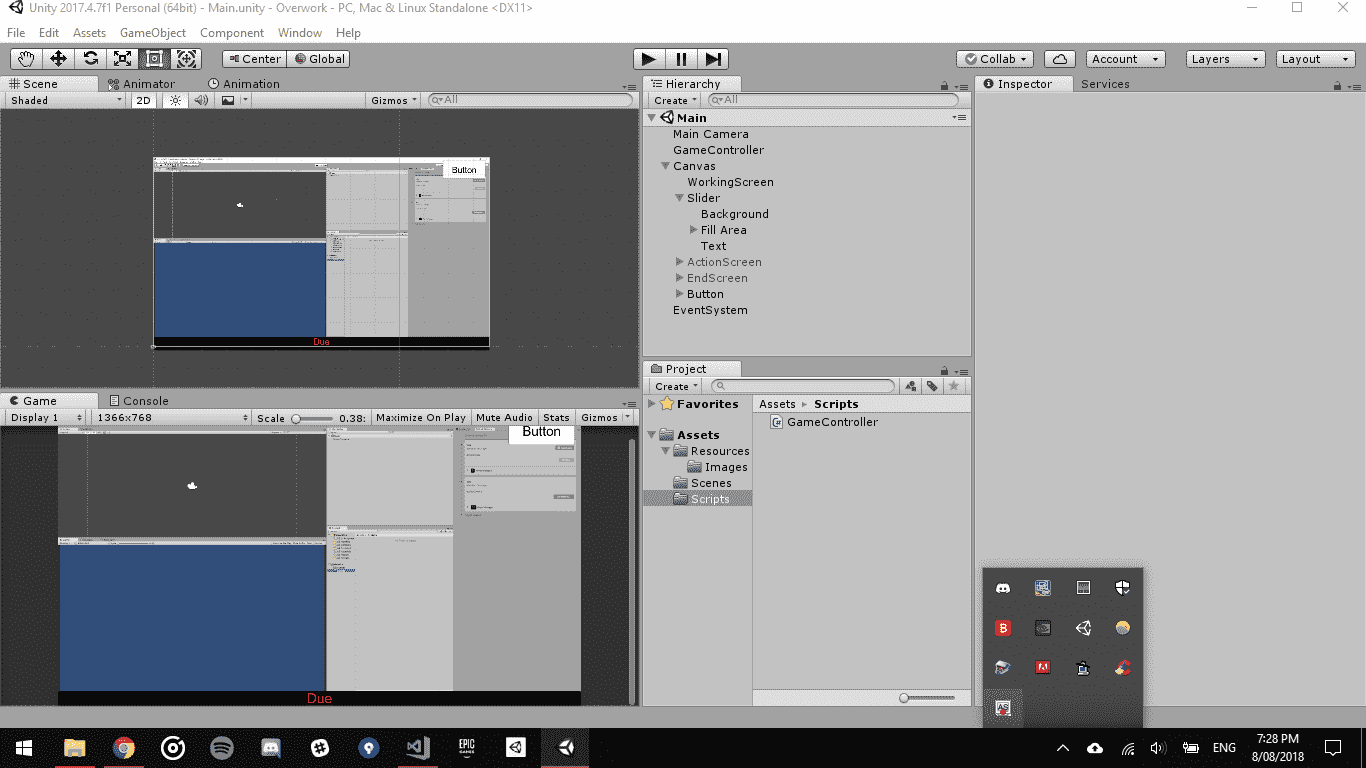 Unity 2017.4.7f1 Personal (64bit) - Main.unity - Overwork - PC, Mac & Linux Standalone <DX11>
File Edit Assets GameObject Component Window Help
Center Global Collab Account Layers Layout
Scene Animator Animation
Shaded 2D Gizmos All
Button
Due
Game Console
Display 1 1366x768 Scale 0.38: Maximize On Play Mute Audio Stats Gizmos
Button
Due
Hierarchy
Create All
Main
Main Camera
GameController
Canvas
WorkingScreen
Slider
Background
Fill Area
Text
ActionScreen
EndScreen
Button
EventSystem
Project
Create
Favorites
Assets
Resources
Images
Scenes
Scripts
Assets Scripts
GameController
Inspector Services
EPIC
GAMES
ENG
7:28 PM
8/08/2018